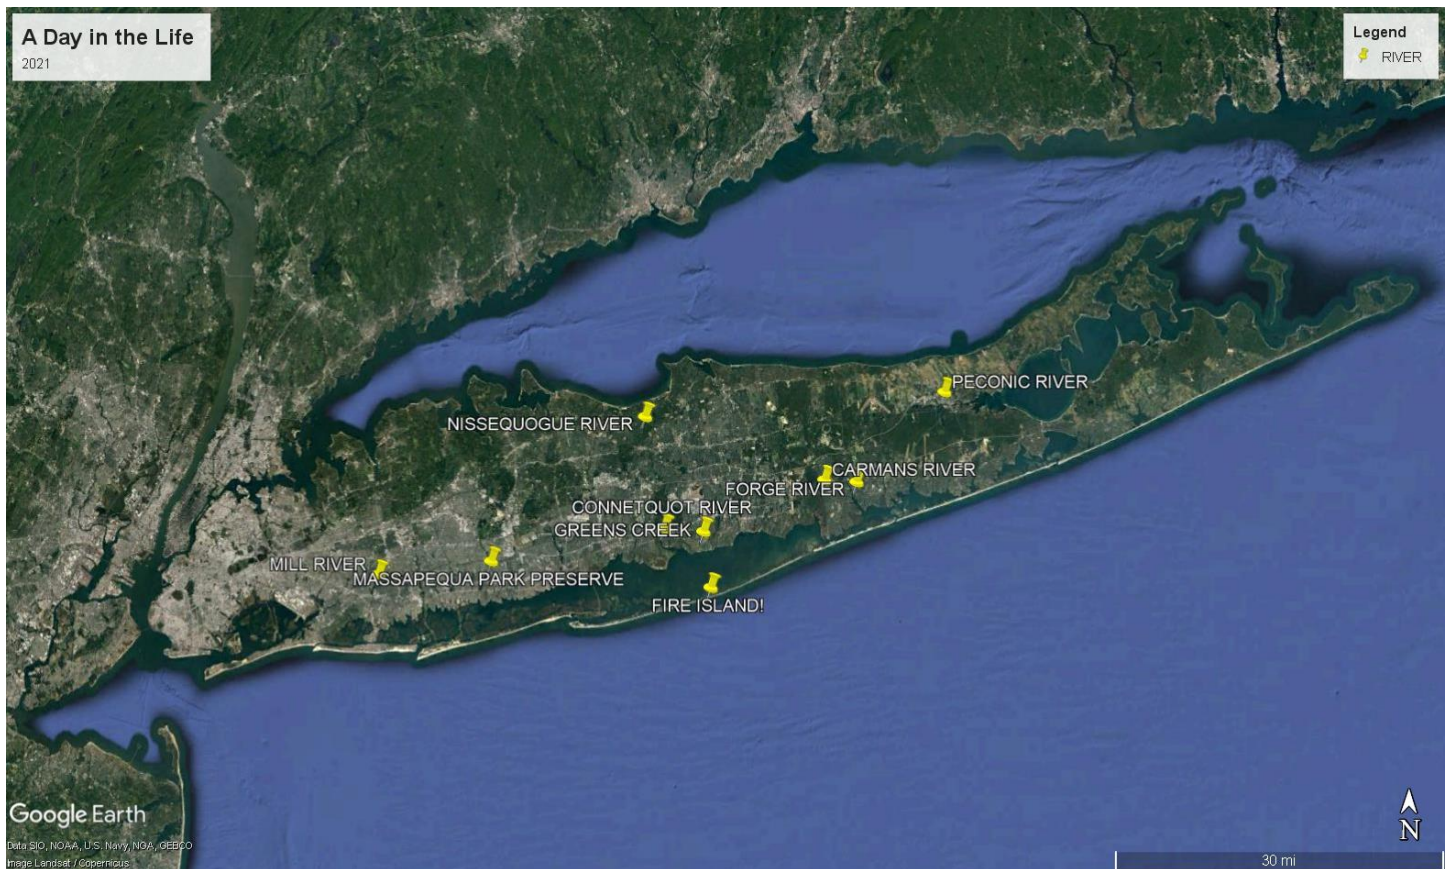 A Day in the Life
2021
Legend
RIVER
PECONIC RIVER
NISSEQUOGUE RIVER
CARMANS RIVER
FORGE RIVER
CONNETQUOT RIVER
GREENS CREEK
MILL RIVER
MASSAPEQUA PARK PRESERVE
FIRE ISLAND!
Google Earth
Data SIO, NOAA, U.S. Navy, NGA, GEBCO
Image Landsat / Copernicus
N
30 mi